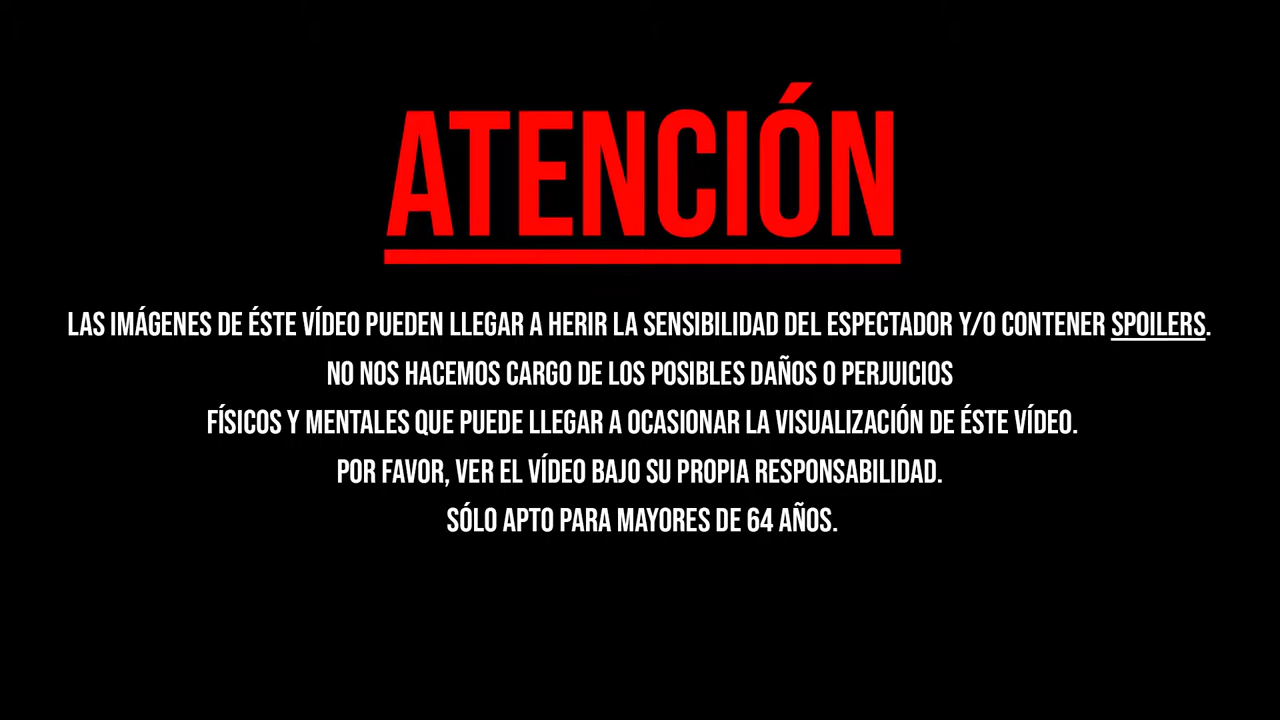 ATENCIÓN
LAS IMÁGENES DE ÉSTE VÍDEO PUEDEN LLEGAR A HERIR LA SENSIBILIDAD DEL ESPECTADOR Y/O CONTENER SPOILERS.
NO NOS HACEMOS CARGO DE LOS POSIBLES DAÑOS O PERJUICIOS
FÍSICOS Y MENTALES QUE PUEDE LLEGAR A OCASIONAR LA VISUALIZACIÓN DE ÉSTE VÍDEO.
POR FAVOR, VER EL VÍDEO BAJO SU PROPIA RESPONSABILIDAD.
SÓLO APTO PARA MAYORES DE 64 AÑOS.